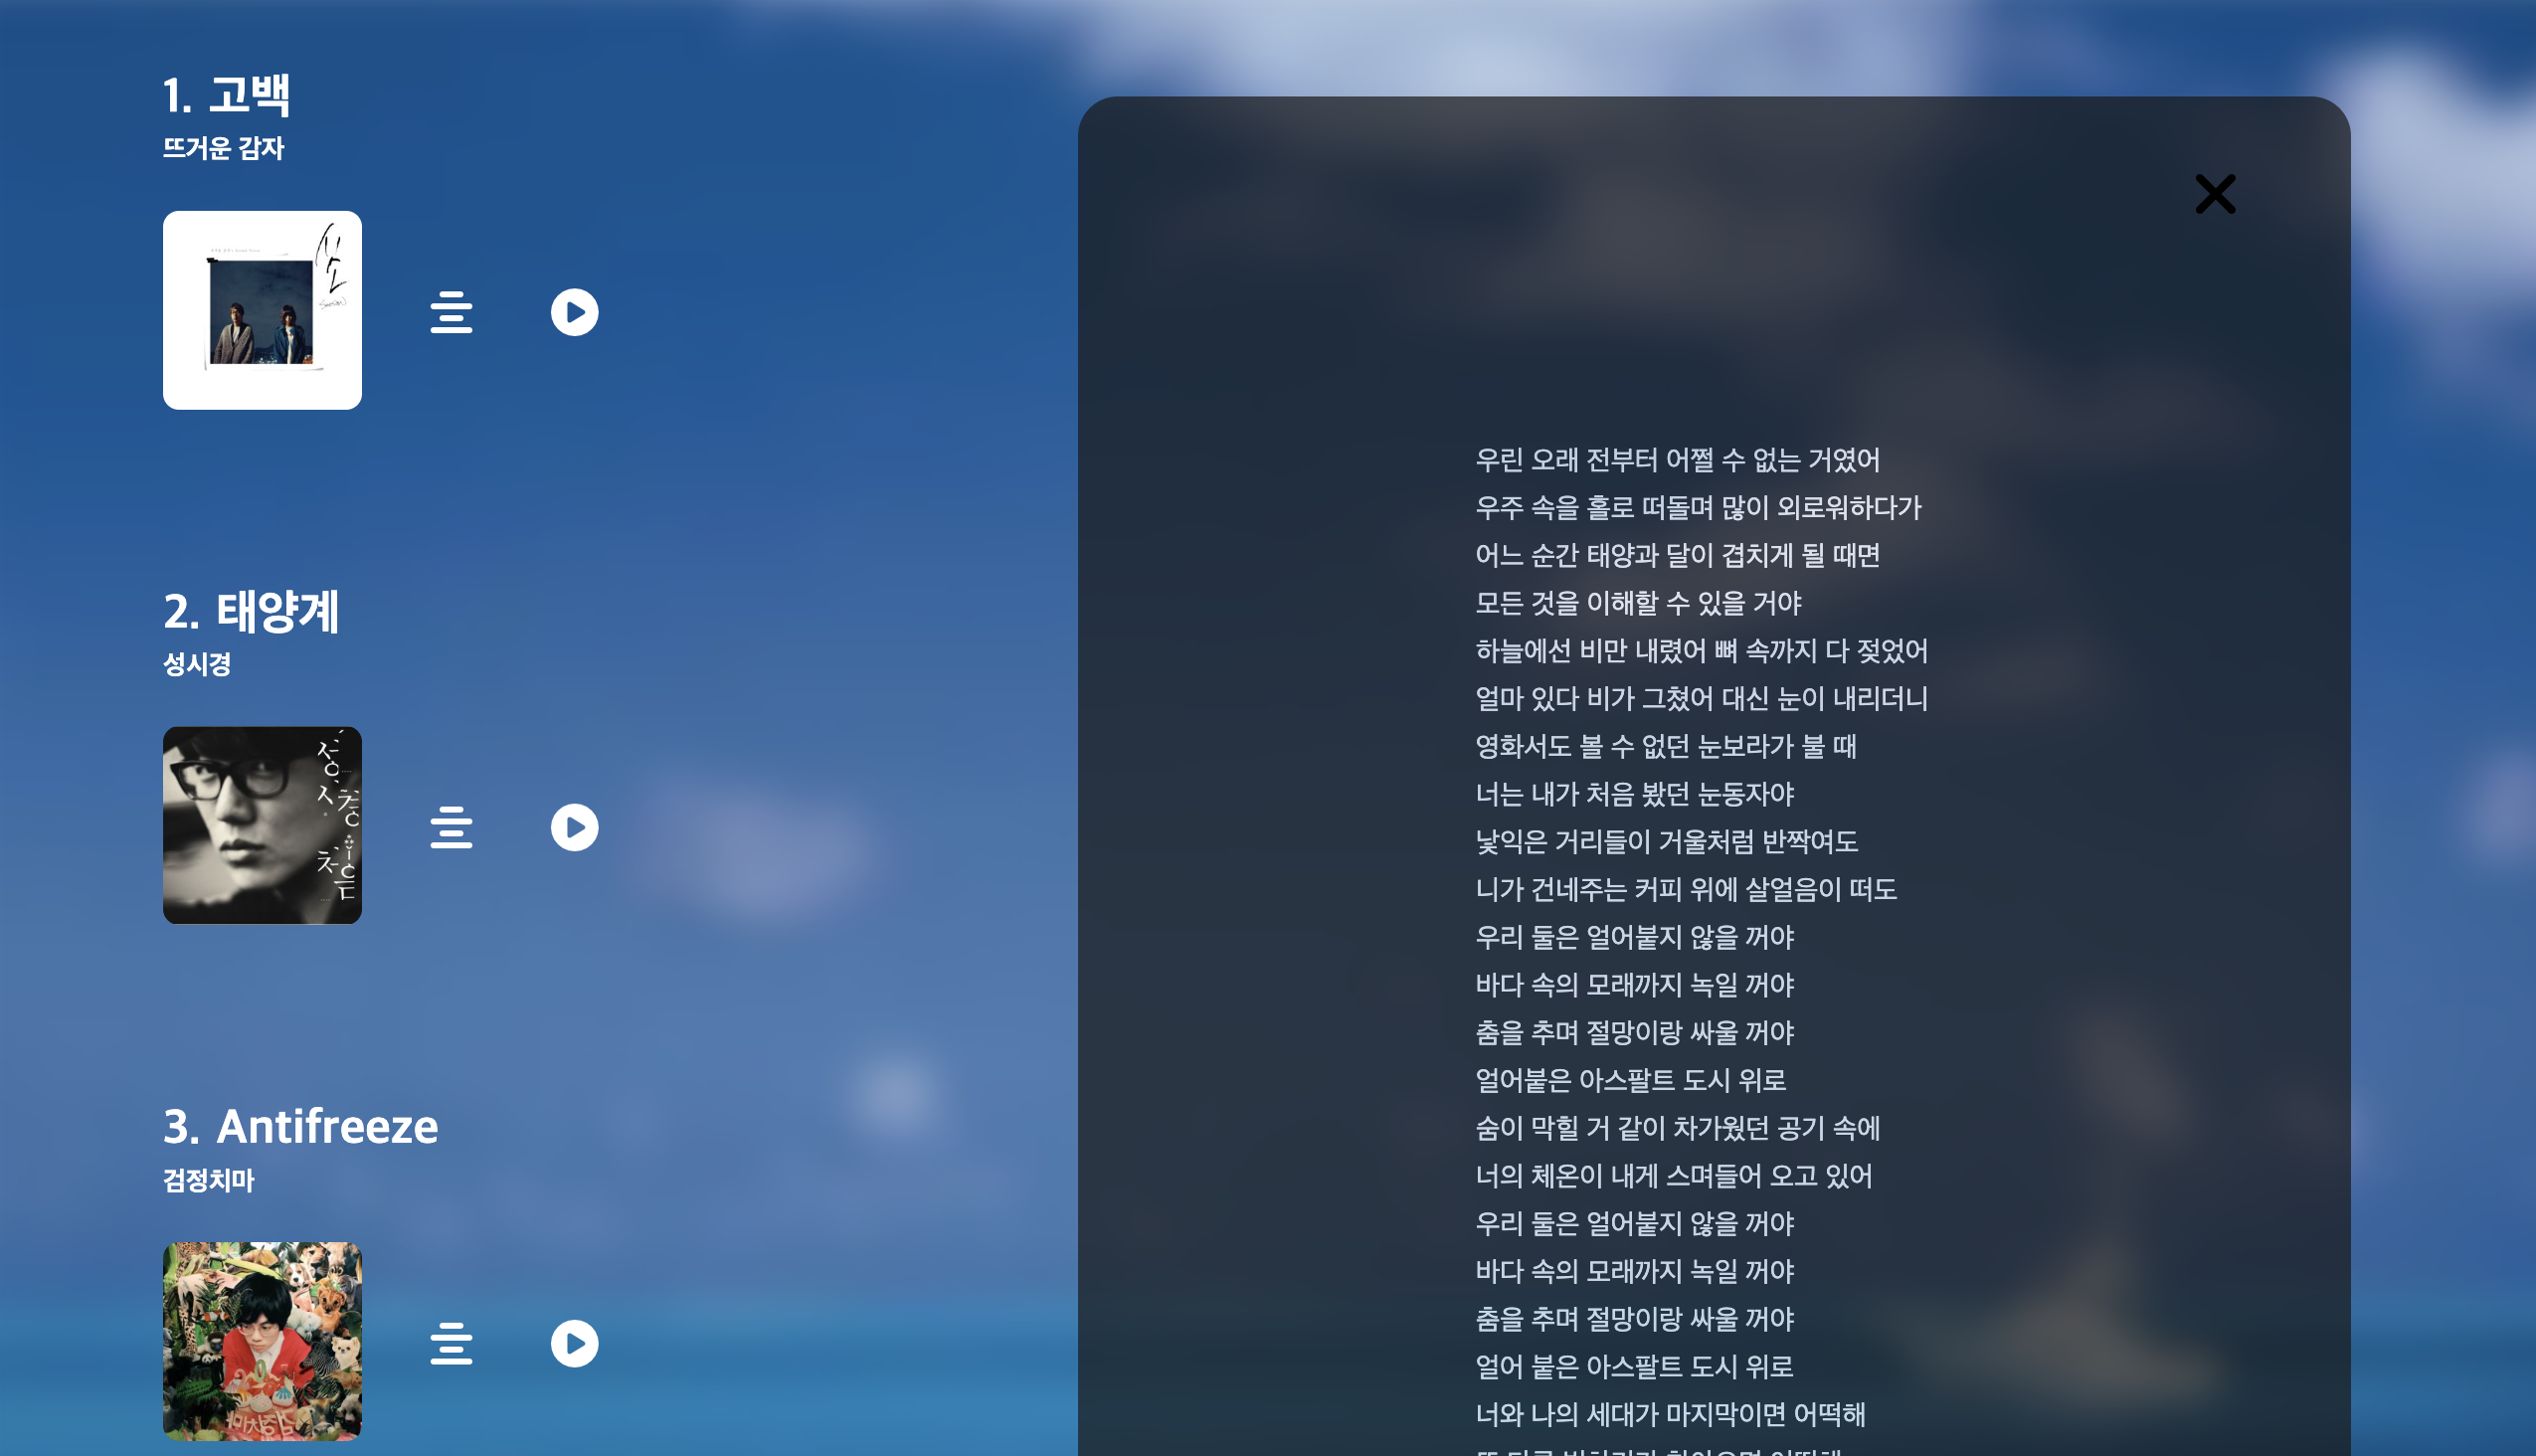 1. 고백
뜨거운 감자
2. 태양계
성시경
3. Antifreeze
검정치마
우린 오래 전부터 어쩔 수 없는 거였어
우주 속을 홀로 떠돌며 많이 외로워하다가
어느 순간 태양과 달이 겹치게 될 때면
모든 것을 이해할 수 있을 거야
하늘에선 비만 내렸어 뼈 속까지 다 젖었어
얼마 있다 비가 그쳤어 대신 눈이 내리더니
영화서도 볼 수 없던 눈보라가 불 때
너는 내가 처음 봤던 눈동자야
낯익은 거리들이 거울처럼 반짝여도
니가 건네주는 커피 위에 살얼음이 떠도
우리 둘은 얼어붙지 않을 꺼야
바다 속의 모래까지 녹일 꺼야
춤을 추며 절망이랑 싸울 꺼야
얼어붙은 아스팔트 도시 위로
숨이 막힐 거 같이 차가웠던 공기 속에
너의 체온이 내게 스며들어 오고 있어
우리 둘은 얼어붙지 않을 꺼야
바다 속의 모래까지 녹일 꺼야
춤을 추며 절망이랑 싸울 꺼야
얼어 붙은 아스팔트 도시 위로
너와 나의 세대가 마지막이면 어떡해